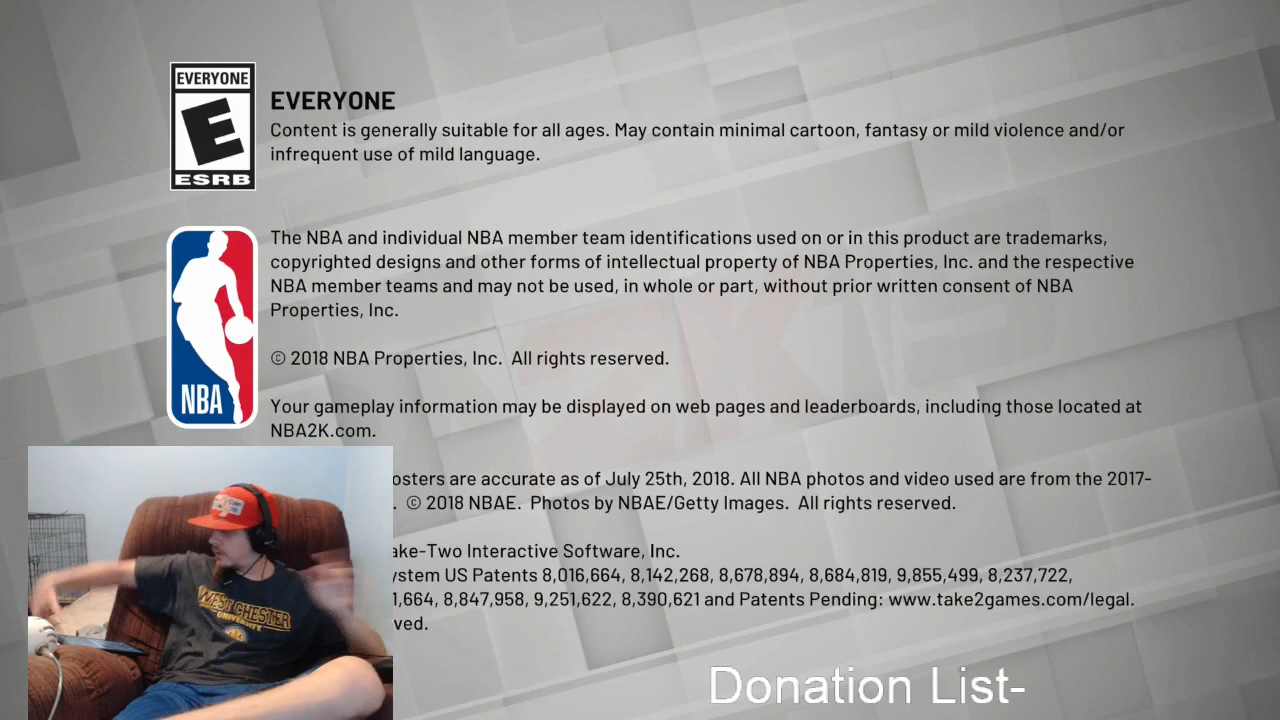 EVERYONE
E
ESRB
EVERYONE
Content is generally suitable for all ages. May contain minimal cartoon, fantasy or mild violence and/or
infrequent use of mild language.
NBA
The NBA and individual NBA member team identifications used on or in this product are trademarks,
copyrighted designs and other forms of intellectual property of NBA Properties, Inc. and the respective
NBA member teams and may not be used, in whole or part, without prior written consent of NBA
Properties, Inc.
© 2018 NBA Properties, Inc. All rights reserved.
Your gameplay information may be displayed on web pages and leaderboards, including those located at
NBA2K.com.
osters are accurate as of July 25th, 2018. All NBA photos and video used are from the 2017-
. © 2018 NBAE. Photos by NBAE/Getty Images. All rights reserved.
ake-Two Interactive Software, Inc.
ystem US Patents 8,016,664, 8,142,268, 8,678,894, 8,684,819, 9,855,499, 8,237,722,
1,664, 8,847,958, 9,251,622, 8,390,621 and Patents Pending: www.take2games.com/legal.
ved.
WEST CHESTER
UNIVERSITY
Donation List-